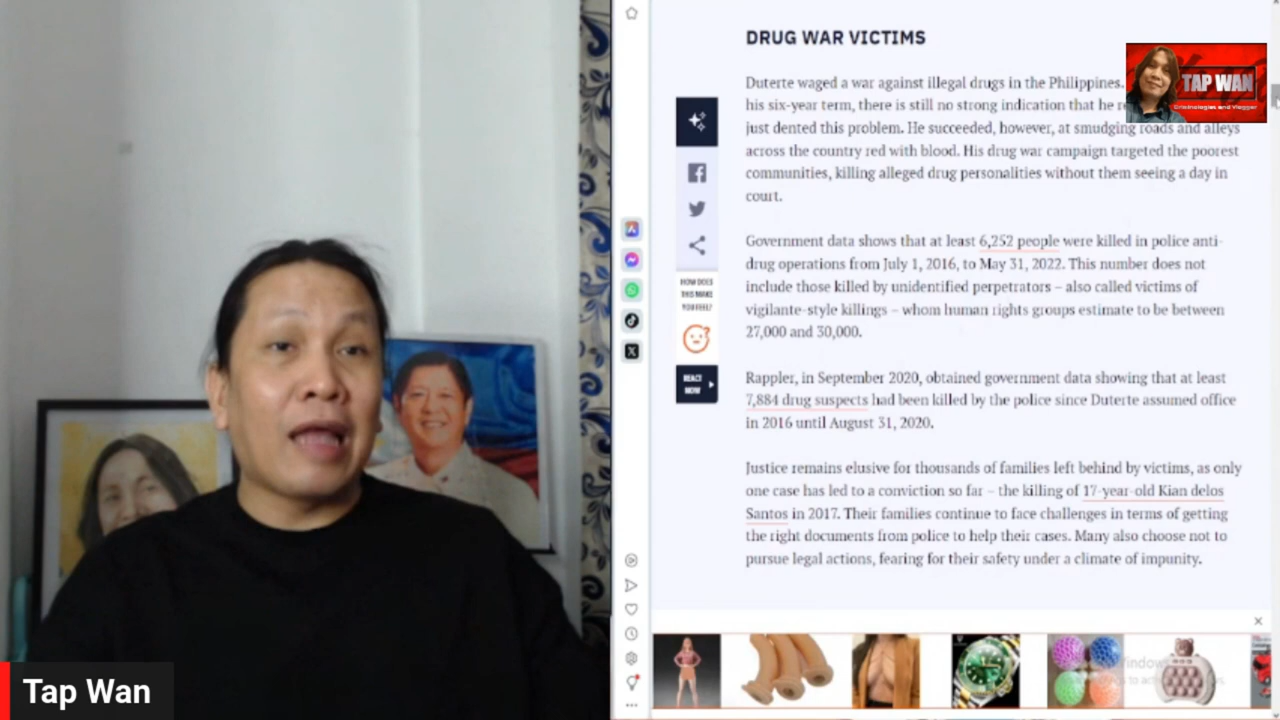 DRUG WAR VICTIMS
TAP WAN
Criminologist and Vlogger
Duterte waged a war against illegal drugs in the Philippines.
his six-year term, there is still no strong indication that he
just dented this problem. He succeeded, however, at smudging roads and alleys
across the country red with blood. His drug war campaign targeted the poorest
communities, killing alleged drug personalities without them seeing a day in
court.
Government data shows that at least 6,252 people were killed in police anti-
drug operations from July 1, 2016, to May 31, 2022. This number does not
include those killed by unidentified perpetrators – also called victims of
vigilante-style killings – whom human rights groups estimate to be between
27,000 and 30,000.
HOW DOES
THIS MAKE
YOU FEEL?
REACT
NOW
Rappler, in September 2020, obtained government data showing that at least
7,884 drug suspects had been killed by the police since Duterte assumed office
in 2016 until August 31, 2020.
Justice remains elusive for thousands of families left behind by victims, as only
one case has led to a conviction so far – the killing of 17-year-old Kian delos
Santos in 2017. Their families continue to face challenges in terms of getting
the right documents from police to help their cases. Many also choose not to
pursue legal actions, fearing for their safety under a climate of impunity.
Tap Wan